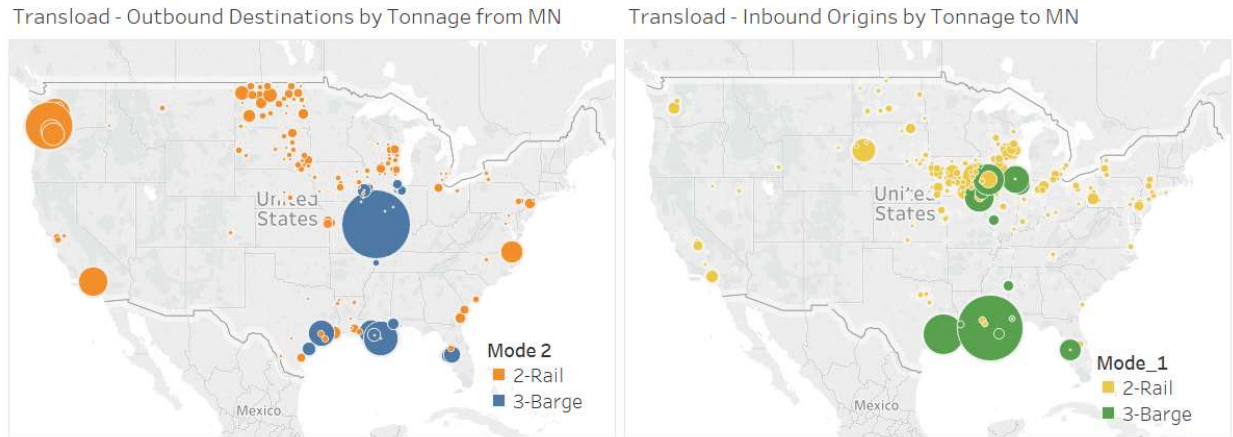 Transload - Outbound Destinations by Tonnage from MN
United
States
Mexico
Mode 2
2-Rail
3-Barge
Transload - Inbound Origins by Tonnage to MN
United
States
Mexico
Mode_1
2-Rail
3-Barge